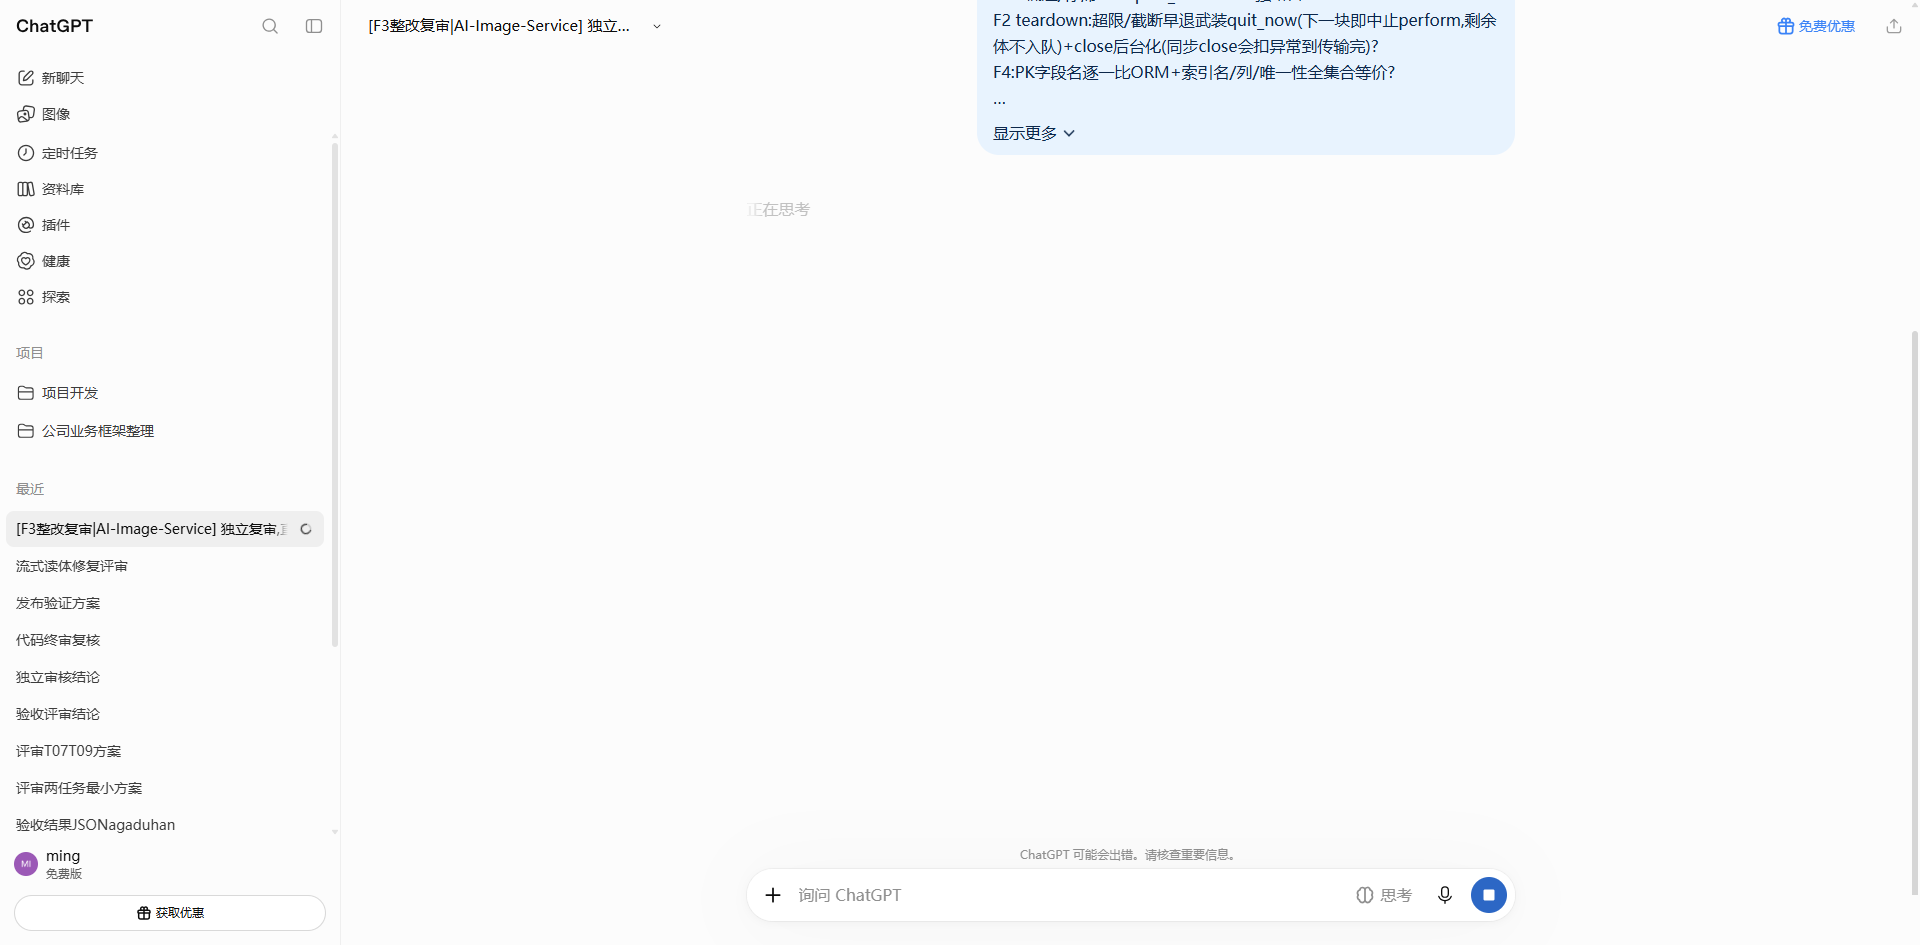 ChatGPT
新聊天
图像
定时任务
资料库
插件
健康
探索
项目
项目开发
公司业务框架整理
最近
[F3整改复审|AI-Image-Service] 独立复审,
流式读体修复评审
发布验证方案
代码终审复核
独立审核结论
验收评审结论
评审T07T09方案
评审两任务最小方案
验收结果JSONagaduhan
MI
ming
免费版
获取优惠
[F3整改复审|AI-Image-Service] 独立...
免费优惠
F2 teardown:超限/截断早退武装quit_now(下一块即中止perform,剩余
体不入队)+close后台化(同步close会扣异常到传输完)?
F4:PK字段名逐一比ORM+索引名/列/唯一性全集合等价?
...
显示更多
正在思考
ChatGPT 可能会出错。请核查重要信息。
询问 ChatGPT
思考